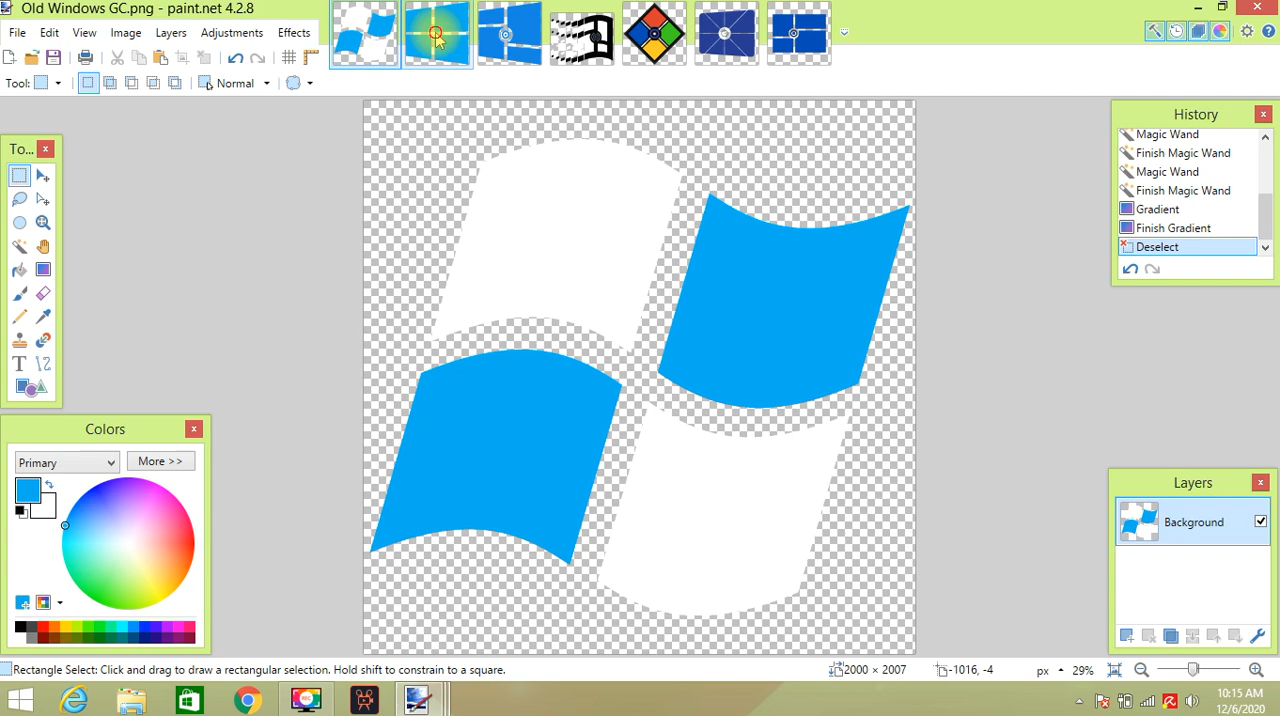 Old Windows GC.png - paint.net 4.2.8
File Edit View Image Layers Adjustments Effects
Tool: Normal
To...
History
Magic Wand
Finish Magic Wand
Magic Wand
Finish Magic Wand
Gradient
Finish Gradient
Deselect
Colors
Primary More >>
Layers
Background
Rectangle Select: Click and drag to draw a rectangular selection. Hold shift to constrain to a square. 2000 × 2007 -1016, -4 px 29%
10:15 AM
12/6/2020